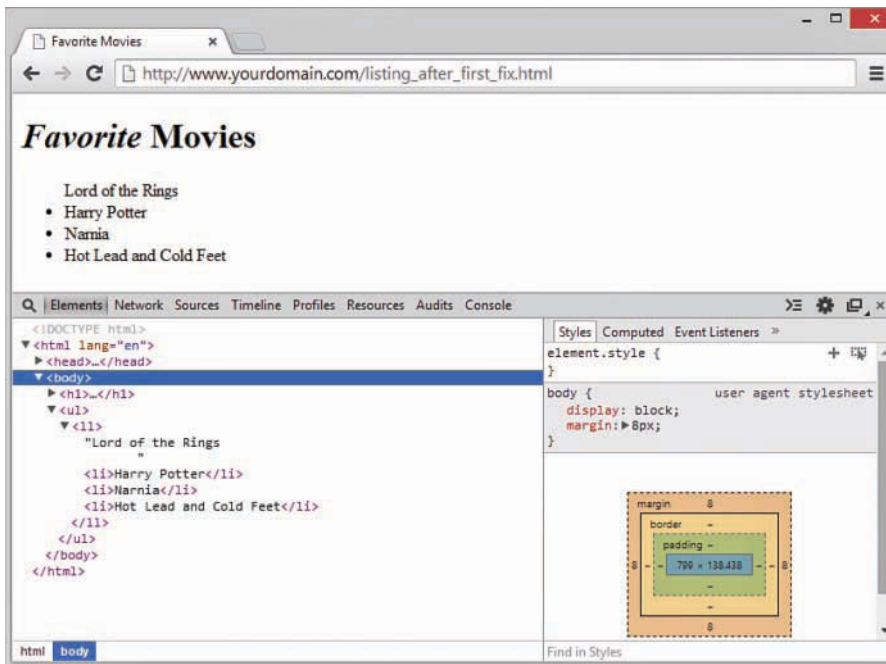 Favorite Movies
http://www.yourdomain.com/listing_after_first_fix.html
Favorite Movies
Lord of the Rings
• Harry Potter
• Narnia
• Hot Lead and Cold Feet
Elements Network Sources Timeline Profiles Resources Audits Console
<!DOCTYPE html>
▼<html lang="en">
▶<head>…</head>
▼<body>
▶<h1>…</h1>
▼<ul>
▼<ll>
"Lord of the Rings
"
<li>Harry Potter</li>
<li>Narnia</li>
<li>Hot Lead and Cold Feet</li>
</ll>
</ul>
</body>
</html>
html body
Styles Computed Event Listeners »
element.style {
}
body { user agent stylesheet
display: block;
margin:▶8px;
}
margin 8
border -
padding -
8 - - 799 × 138.438 - - 8
-
-
8
Find in Styles